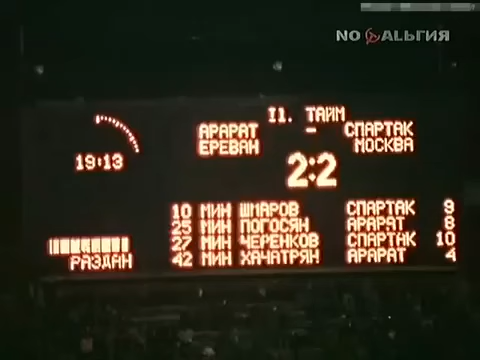 NOСТАЛЬГИЯ
II. ТАЙМ
АРАРАТ – СПАРТАК
ЕРЕВАН МОСКВА
2:2
19:13
10 МИН ШМАРОВ СПАРТАК 9
25 МИН ПОГОСЯН АРАРАТ 8
27 МИН ЧЕРЕНКОВ СПАРТАК 10
42 МИН ХАЧАТРЯН АРАРАТ 4
РАЗДАН